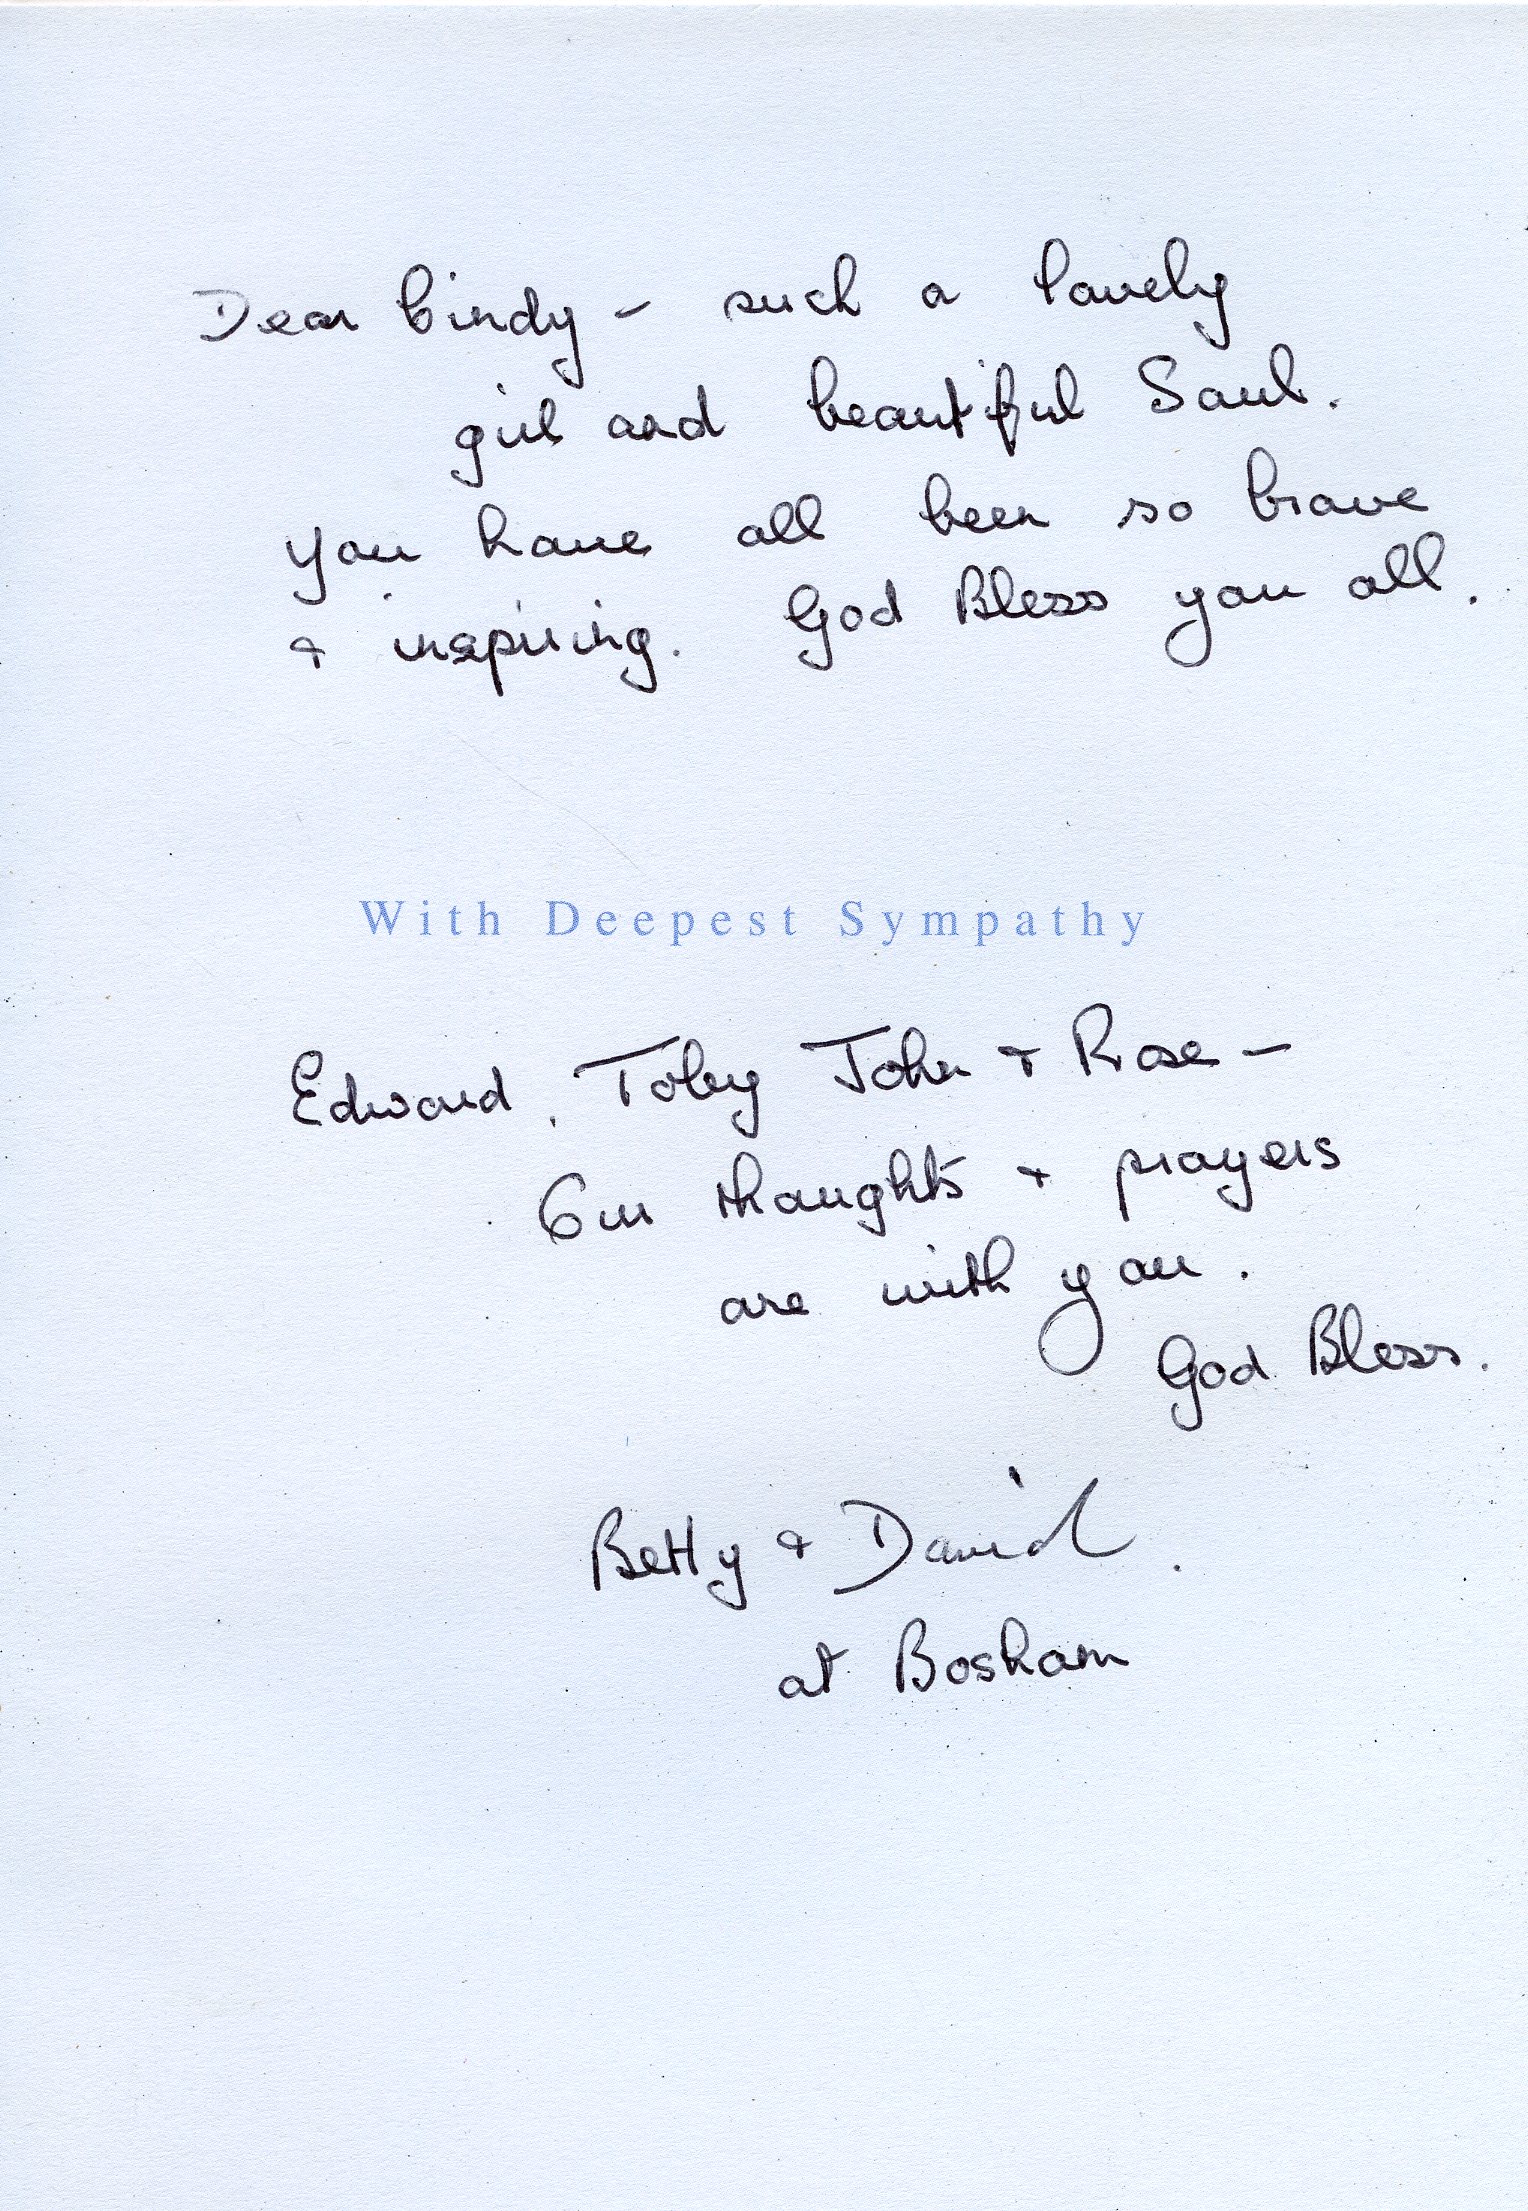 Dear Cindy - such a lovely
girl and beautiful Soul.
You have all been so brave
& inspiring. God Bless you all.
With Deepest Sympathy
Edward, Toby John & Rose -
Our thoughts & prayers
are with you.
God Bless.
Betty & David.
at Bosham